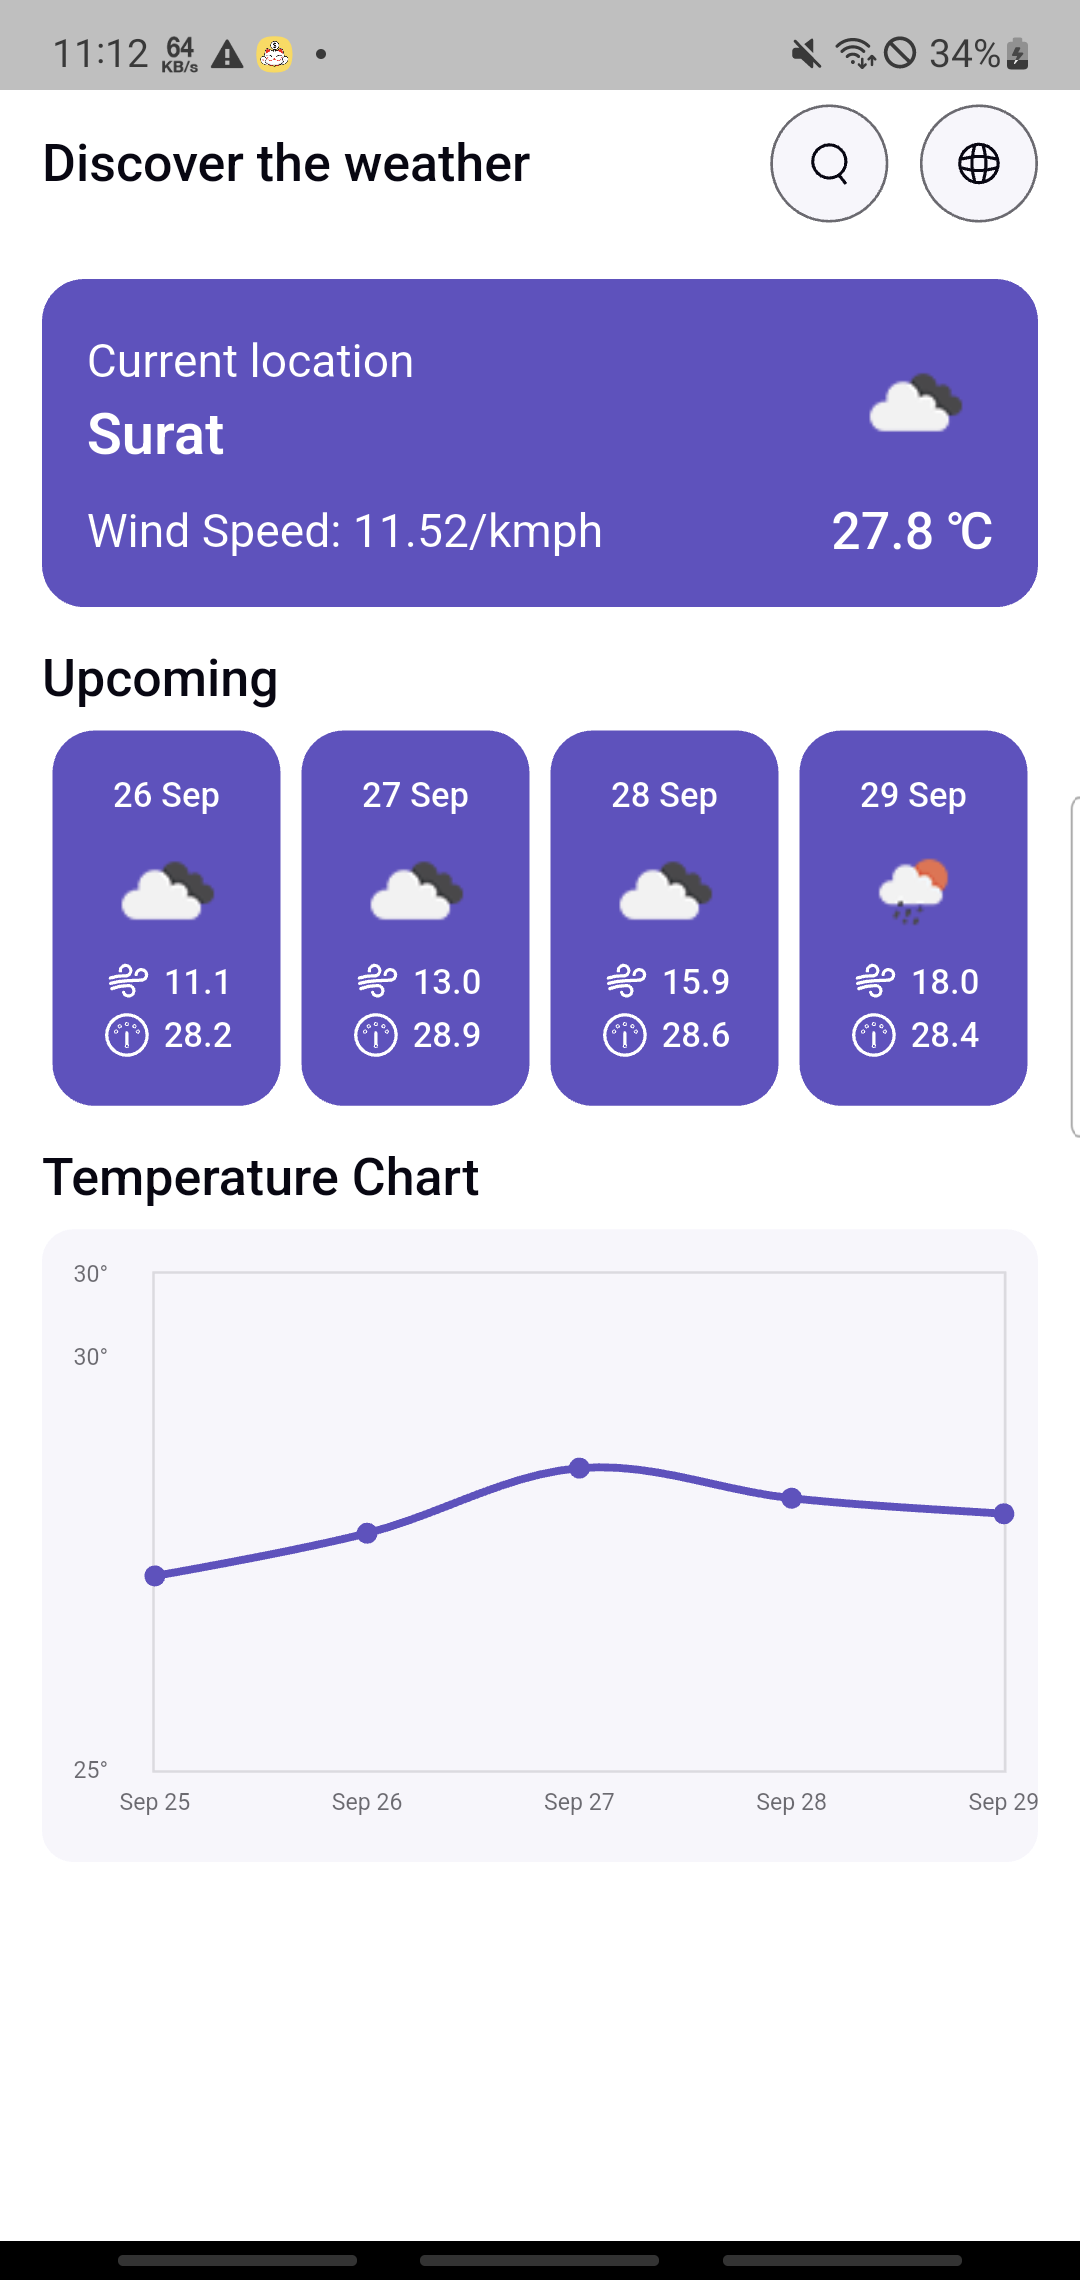 11:12 64 KB/s 34%
Discover the weather
Current location
Surat
Wind Speed: 11.52/kmph 27.8 °C
Upcoming
26 Sep 27 Sep 28 Sep 29 Sep
11.1 13.0 15.9 18.0
28.2 28.9 28.6 28.4
Temperature Chart
30°
30°
25°
Sep 25 Sep 26 Sep 27 Sep 28 Sep 29